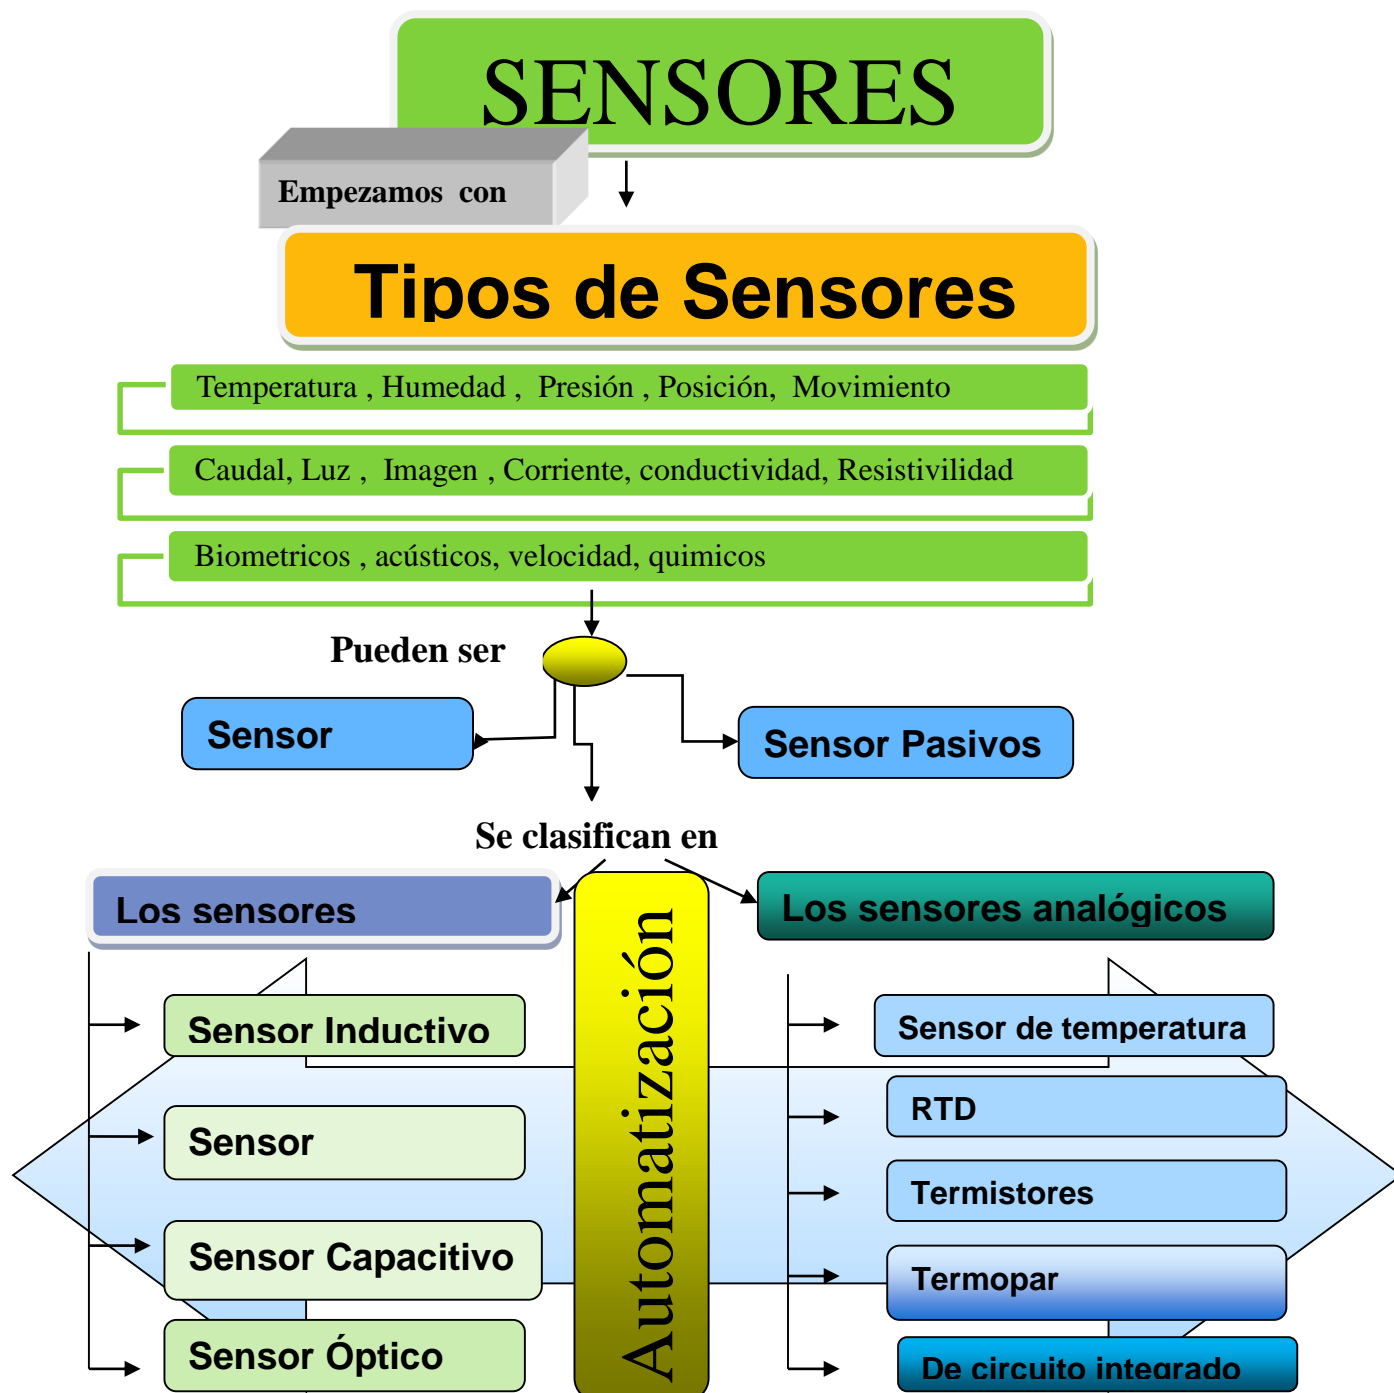 SENSORES
Empezamos con
Tipos de Sensores
Temperatura , Humedad , Presión , Posición, Movimiento
Caudal, Luz , Imagen , Corriente, conductividad, Resistivilidad
Biometricos , acústicos, velocidad, quimicos
Pueden ser
Sensor
Sensor Pasivos
Se clasifican en
Los sensores
Los sensores analógicos
Automatización
Sensor Inductivo
Sensor
Sensor Capacitivo
Sensor Óptico
Sensor de temperatura
RTD
Termistores
Termopar
De circuito integrado